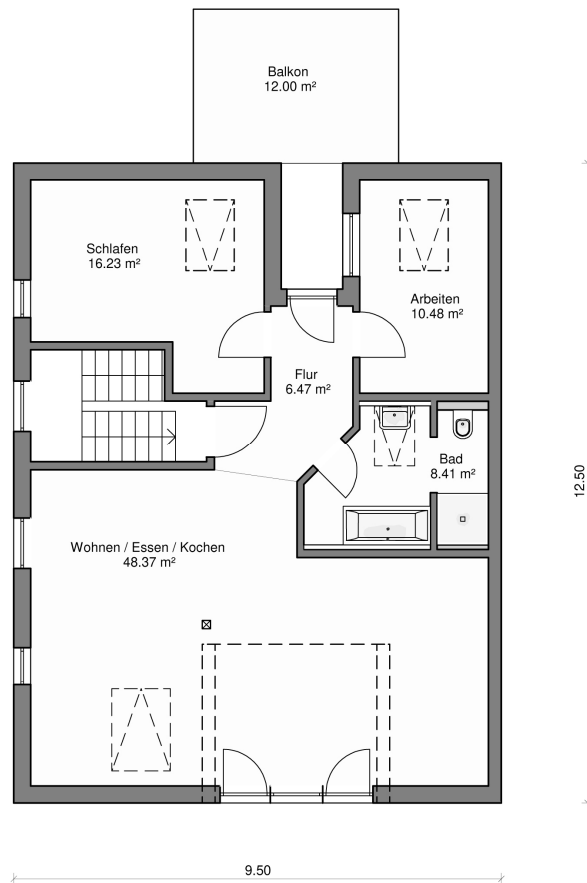 Balkon
12.00 m²
Schlafen
16.23 m²
Arbeiten
10.48 m²
Flur
6.47 m²
Bad
8.41 m²
12.50
Wohnen / Essen / Kochen
48.37 m²
9.50